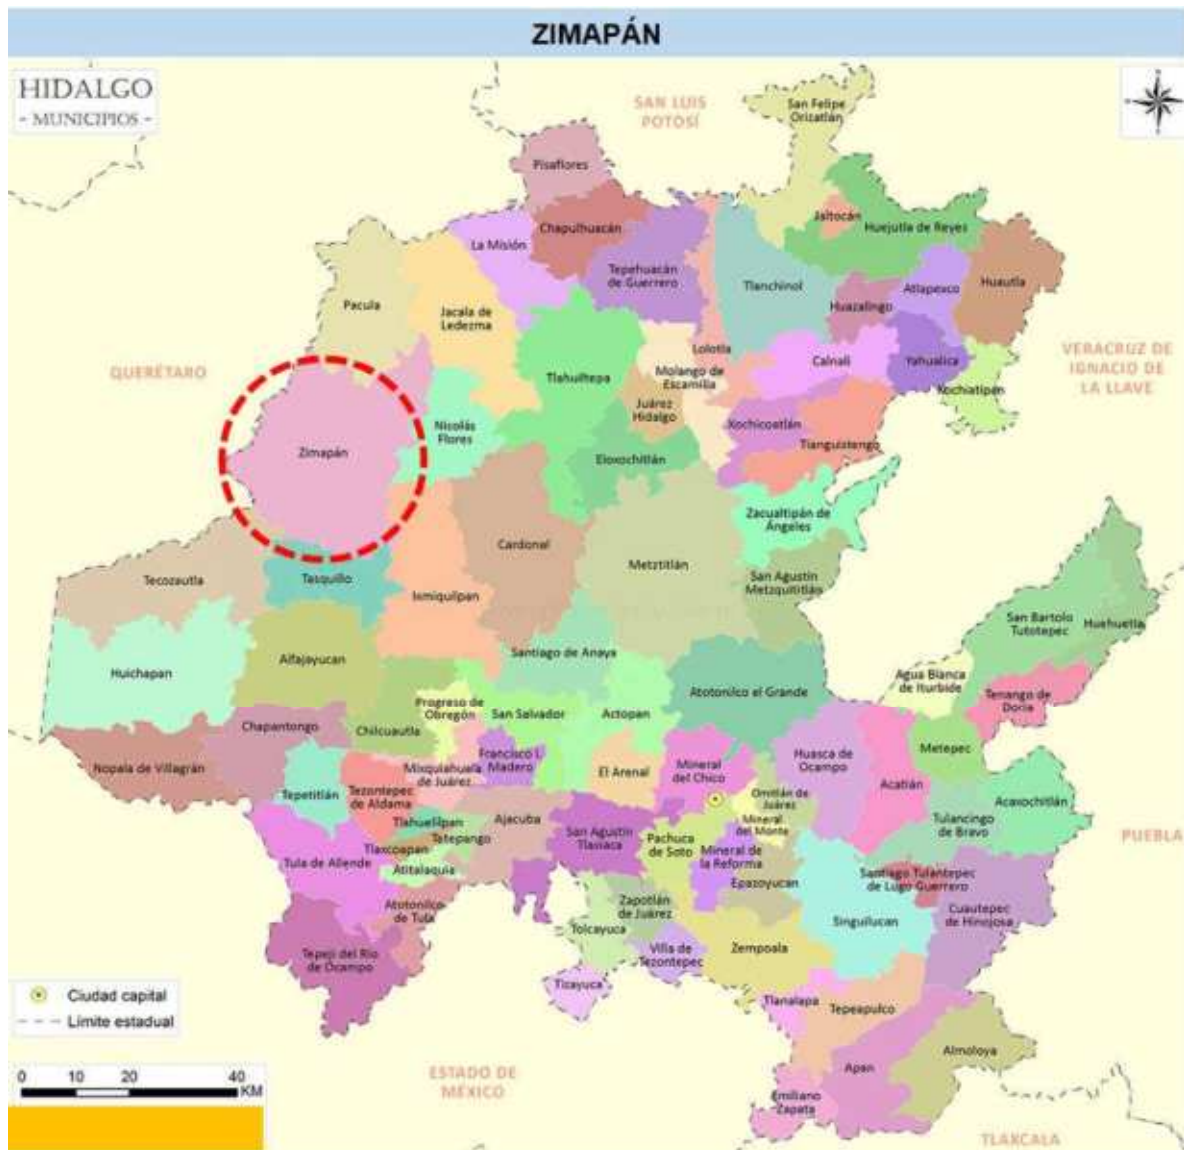 ZIMAPÁN
HIDALGO
- MUNICIPIOS -
SAN LUIS
POTOSÍ
San Felipe
Orizatlán
Pisaflores
Chapulhuacán
La Misión
Jaltocán
Huejutla de Reyes
Tepehuacán
de Guerrero
Tlanchinol
Atlapexco
Huautla
Huazalingo
Pacula
Jacala de
Ledezma
QUERÉTARO
VERACRUZ DE
IGNACIO DE
LA LLAVE
Lolotla
Calnali
Yahualica
Xochiatipan
Molango de
Escamilla
Tlahuiltepa
Juárez
Hidalgo
Nicolás
Flores
Xochicoatlán
Tianguistengo
Zimapán
Eloxochitlán
Zacualtipán de
Ángeles
Cardonal
Metztitlán
San Agustín
Metzquititlán
Tecozautla
Tasquillo
Ixmiquilpan
San Bartolo
Tutotepec
Huehuetla
Santiago de Anaya
Alfajayucan
Huichapan
Agua Blanca
de Iturbide
Atotonilco el Grande
Tenango de
Doria
Progreso de
Obregón
San Salvador
Actopan
Chapantongo
Chilcuautla
Metepec
Huasca de
Ocampo
Francisco I.
Madero
Nopala de Villagrán
Mixquiahuala
de Juárez
El Arenal
Mineral
del Chico
Acatlán
Tepetitlán
Tezontepec
de Aldama
Omitlán de
Juárez
Acaxochitlán
Tlahuelilpan
Ajacuba
Tulancingo
de Bravo
Tetepango
San Agustín
Tlaxiaca
Pachuca
de Soto
Mineral
del Monte
PUEBLA
Tlaxcoapan
Tula de Allende
Mineral de
la Reforma
Atitalaquia
Epazoyucan
Santiago Tulantepec
de Lugo Guerrero
Atotonilco
de Tula
Zapotlán
de Juárez
Cuautepec
de Hinojosa
Tolcayuca
Singuilucan
Tepeji del Río
de Ocampo
Villa de
Tezontepec
Zempoala
Tizayuca
Tlanalapa
Tepeapulco
Ciudad capital
Límite estadual
Almoloya
Apan
ESTADO DE
MÉXICO
Emiliano
Zapata
0 10 20 40
KM
TLAXCALA